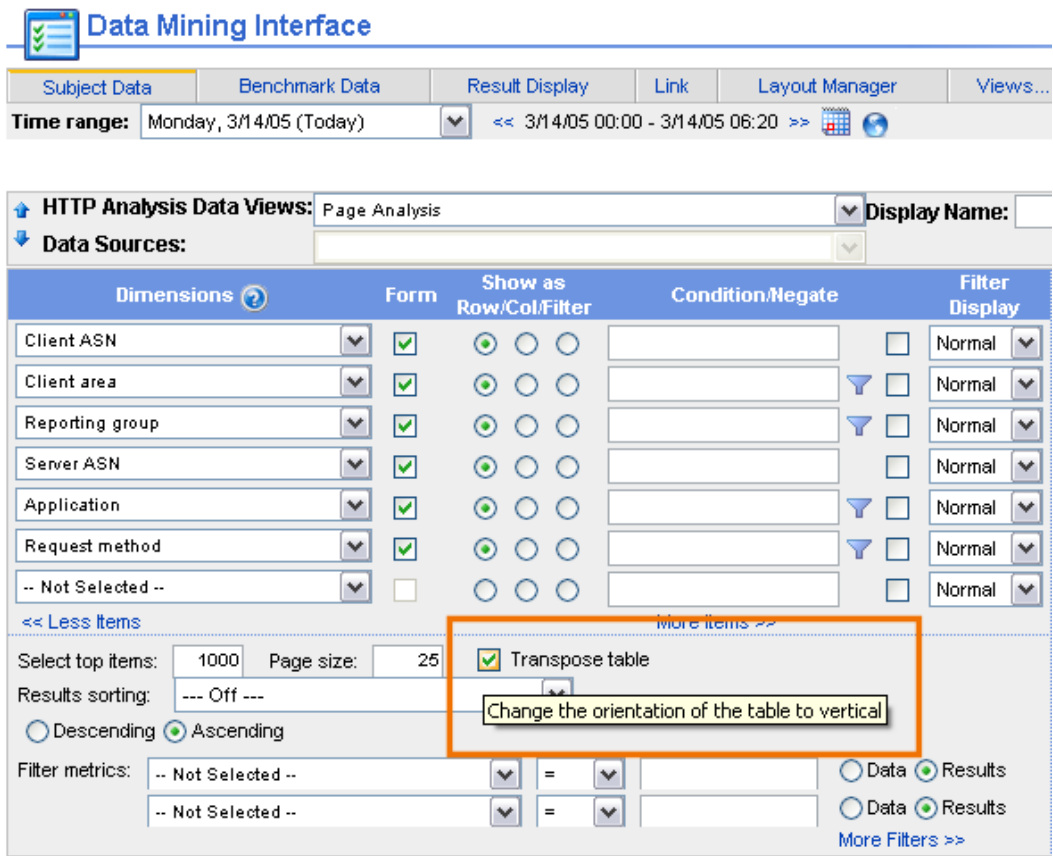 Data Mining Interface
Subject Data Benchmark Data Result Display Link Layout Manager Views...
Time range: Monday, 3/14/05 (Today) << 3/14/05 00:00 - 3/14/05 06:20 >>
HTTP Analysis Data Views: Page Analysis Display Name:
Data Sources:
Dimensions Form Show as Row/Col/Filter Condition/Negate Filter Display
Client ASN Normal
Client area Normal
Reporting group Normal
Server ASN Normal
Application Normal
Request method Normal
-- Not Selected -- Normal
<< Less Items More Items >>
Select top items: 1000 Page size: 25 Transpose table
Results sorting: --- Off ---
Change the orientation of the table to vertical
Descending Ascending
Filter metrics: -- Not Selected -- = Data Results
-- Not Selected -- = Data Results
More Filters >>